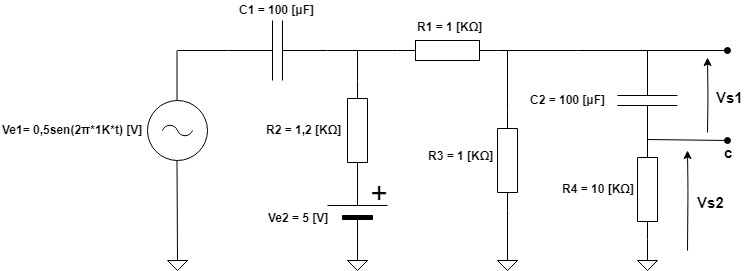 C1 = 100 [µF]
R1 = 1 [KΩ]
Ve1= 0,5sen(2π*1K*t) [V]
R2 = 1,2 [KΩ]
C2 = 100 [µF]
Vs1
R3 = 1 [KΩ]
c
+
R4 = 10 [KΩ]
Vs2
Ve2 = 5 [V]